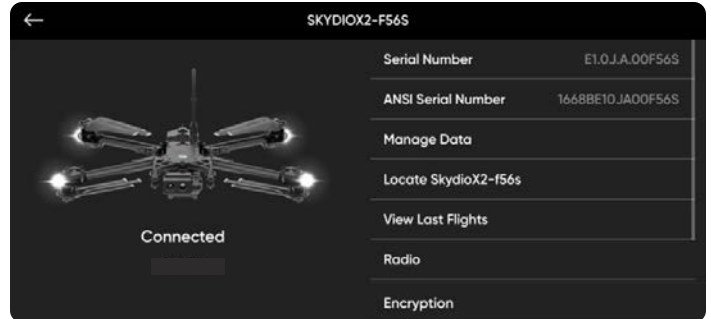 SKYDIOX2-F56S
Serial Number E1.0J.A.00F56S
ANSI Serial Number 1668BE10JA00F56S
Manage Data
Locate SkydioX2-f56s
View Last Flights
Connected
Radio
Encryption